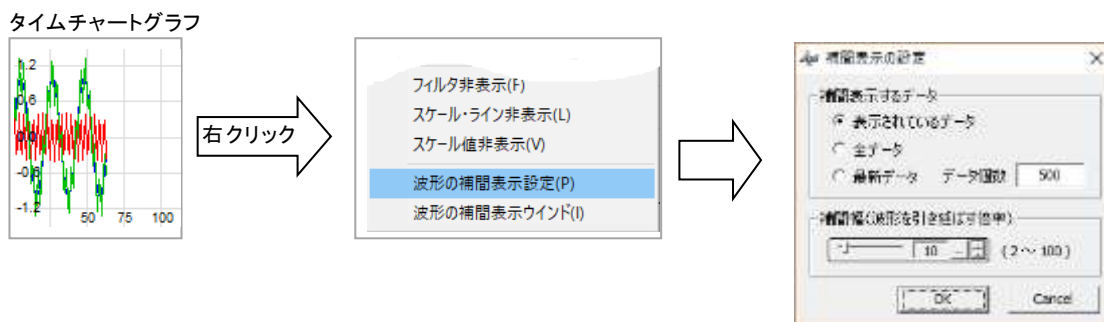 タイムチャートグラフ
1.2
0.6
0.0
-0.6
-1.2
50 75 100
右クリック
フィルタ非表示(F)
スケール・ライン非表示(L)
スケール値非表示(V)
波形の補間表示設定(P)
波形の補間表示ウインド(I)
補間表示の設定
補間表示するデータ
表示されているデータ
全データ
最新データ データ個数 500
補間幅(波形を引き延ばす倍率)
10 (2～100)
OK Cancel